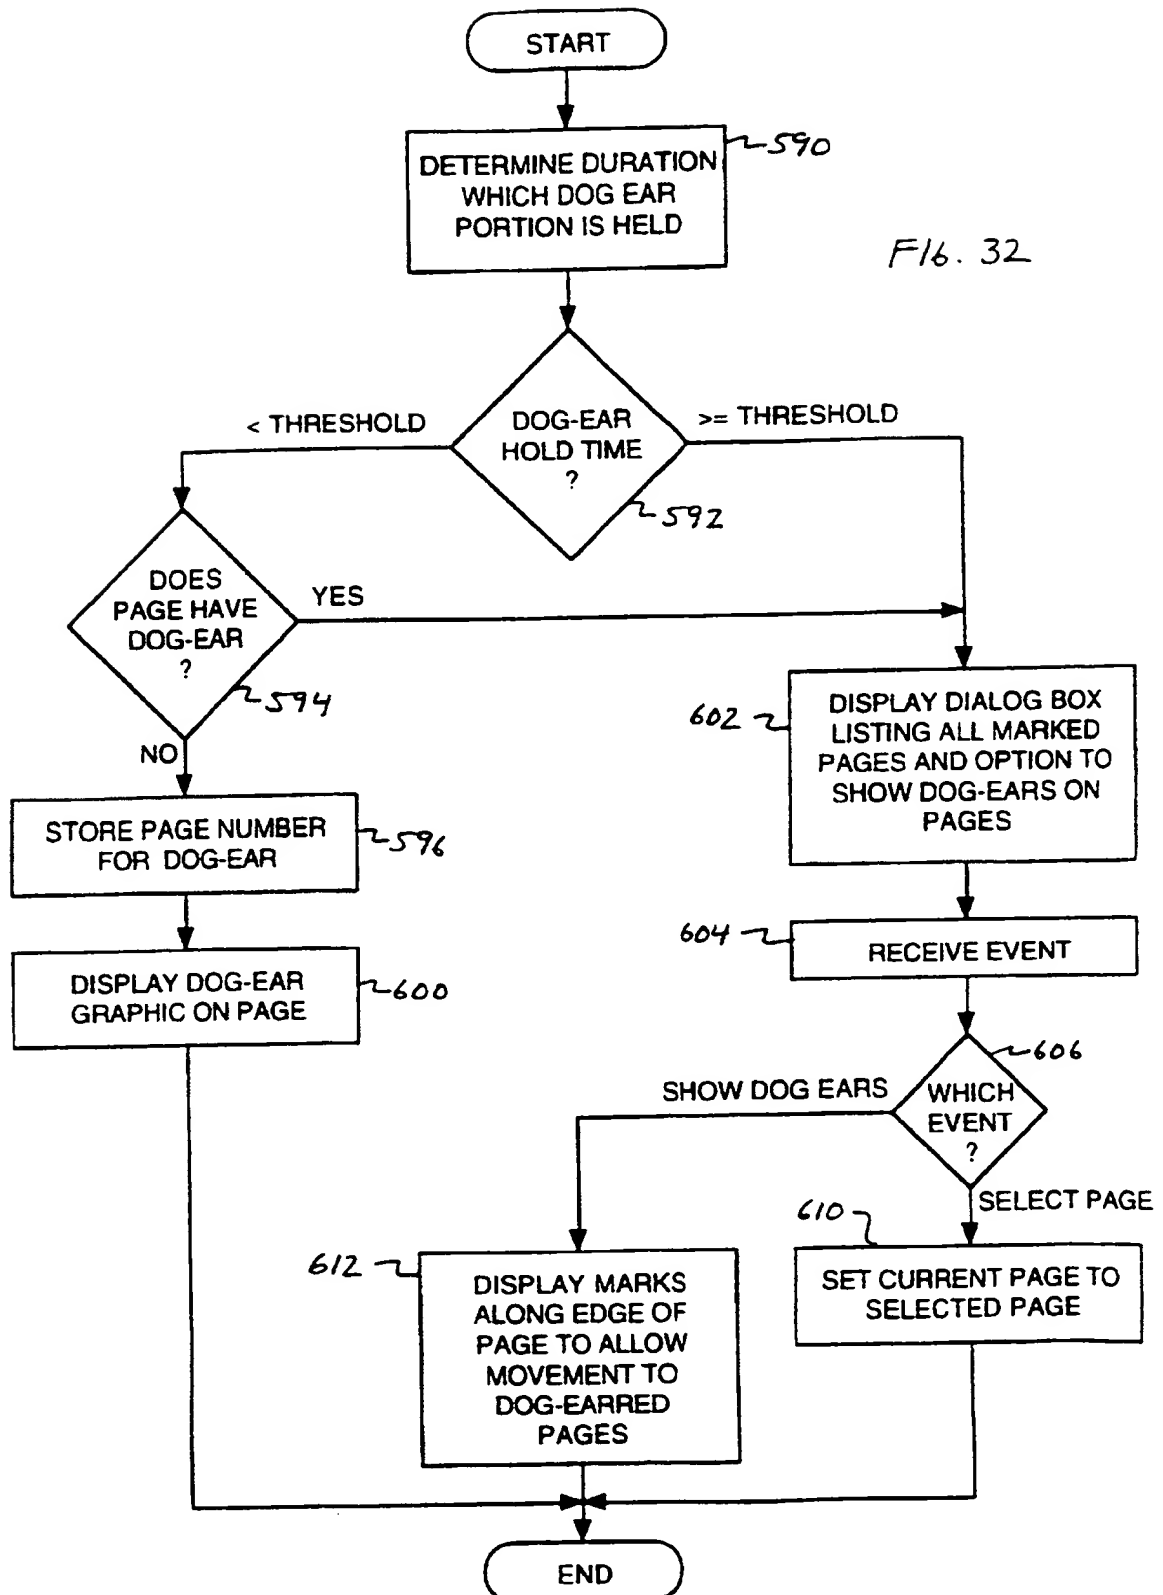 START
DETERMINE DURATION
WHICH DOG EAR
PORTION IS HELD
590
FIG. 32
< THRESHOLD
DOG-EAR
HOLD TIME
?
>= THRESHOLD
592
DOES
PAGE HAVE
DOG-EAR
?
YES
594
NO
602
DISPLAY DIALOG BOX
LISTING ALL MARKED
PAGES AND OPTION TO
SHOW DOG-EARS ON
PAGES
STORE PAGE NUMBER
FOR DOG-EAR
596
604
RECEIVE EVENT
DISPLAY DOG-EAR
GRAPHIC ON PAGE
600
606
SHOW DOG EARS
WHICH
EVENT
?
SELECT PAGE
610
SET CURRENT PAGE TO
SELECTED PAGE
612
DISPLAY MARKS
ALONG EDGE OF
PAGE TO ALLOW
MOVEMENT TO
DOG-EARRED
PAGES
END